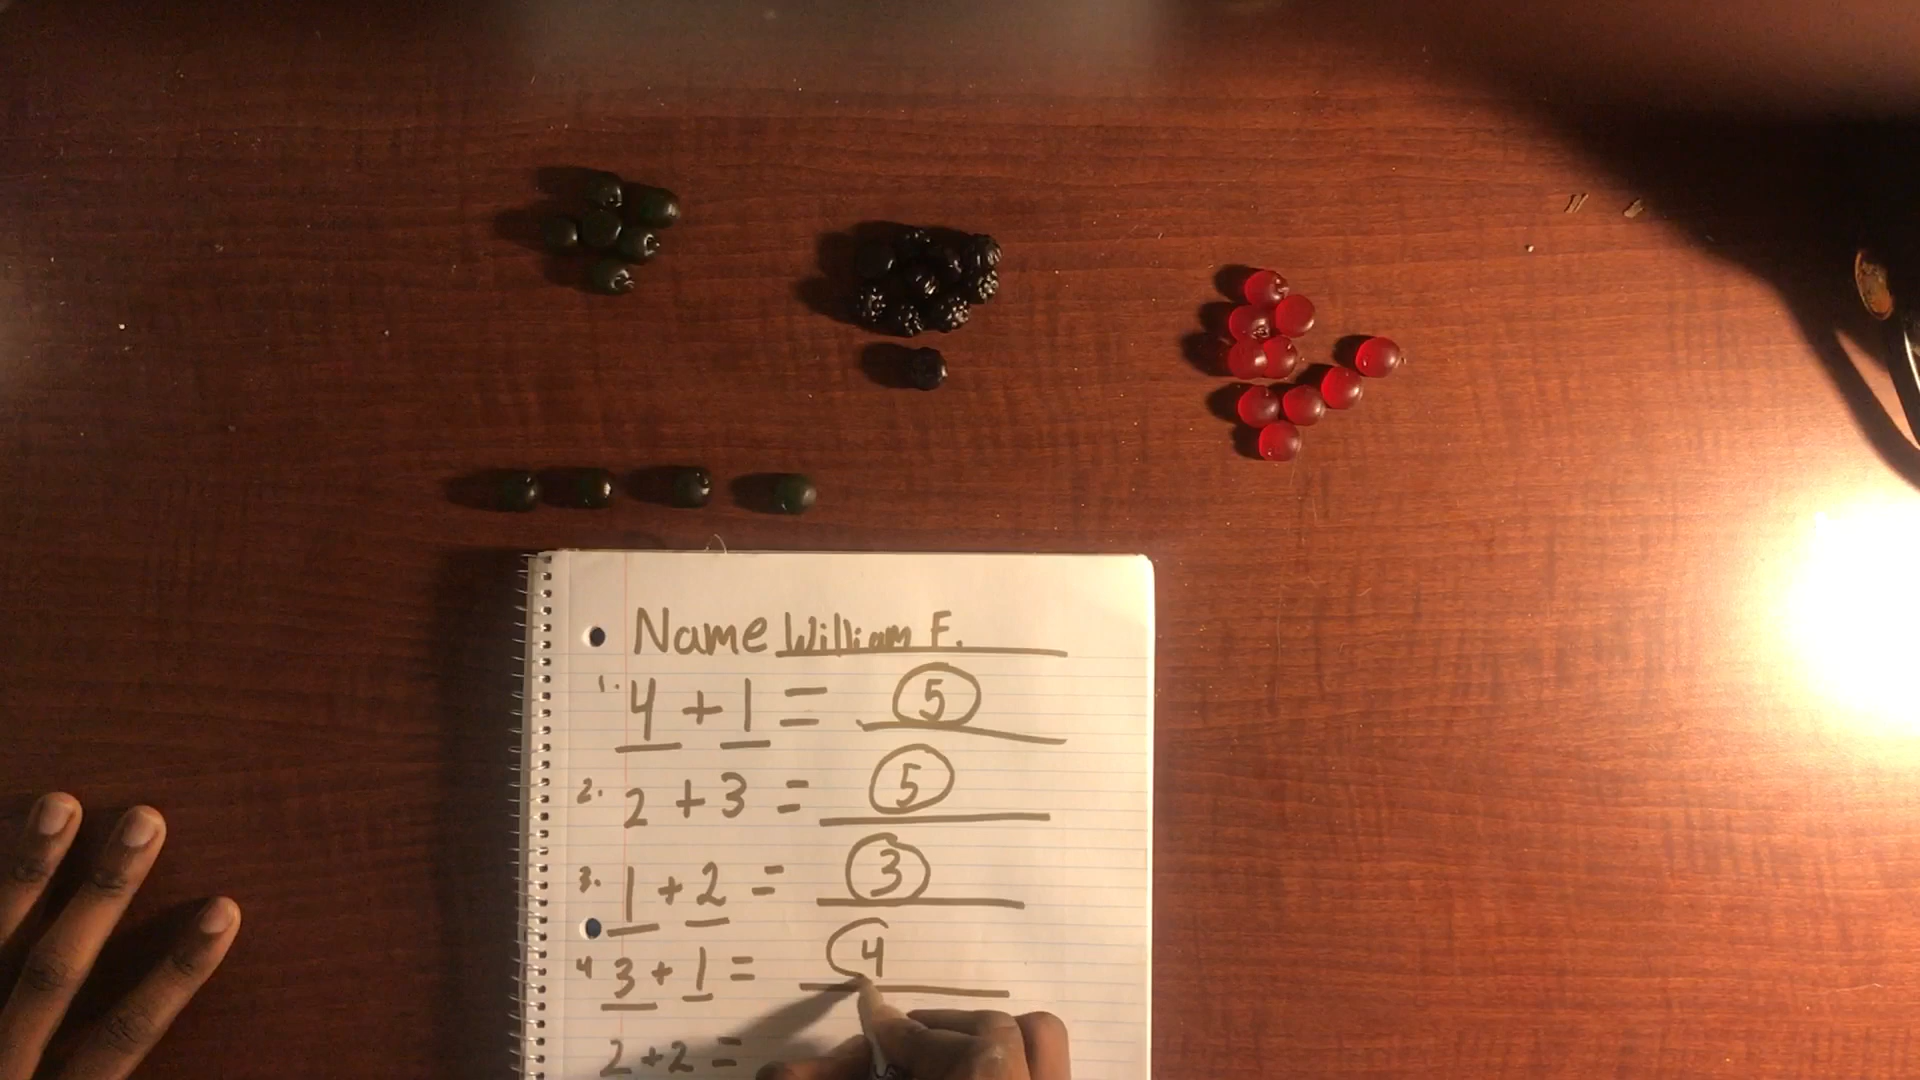 Name William F.
1. 4 + 1 = 5
2. 2 + 3 = 5
3. 1 + 2 = 3
4 3 + 1 = 4
2 + 2 =